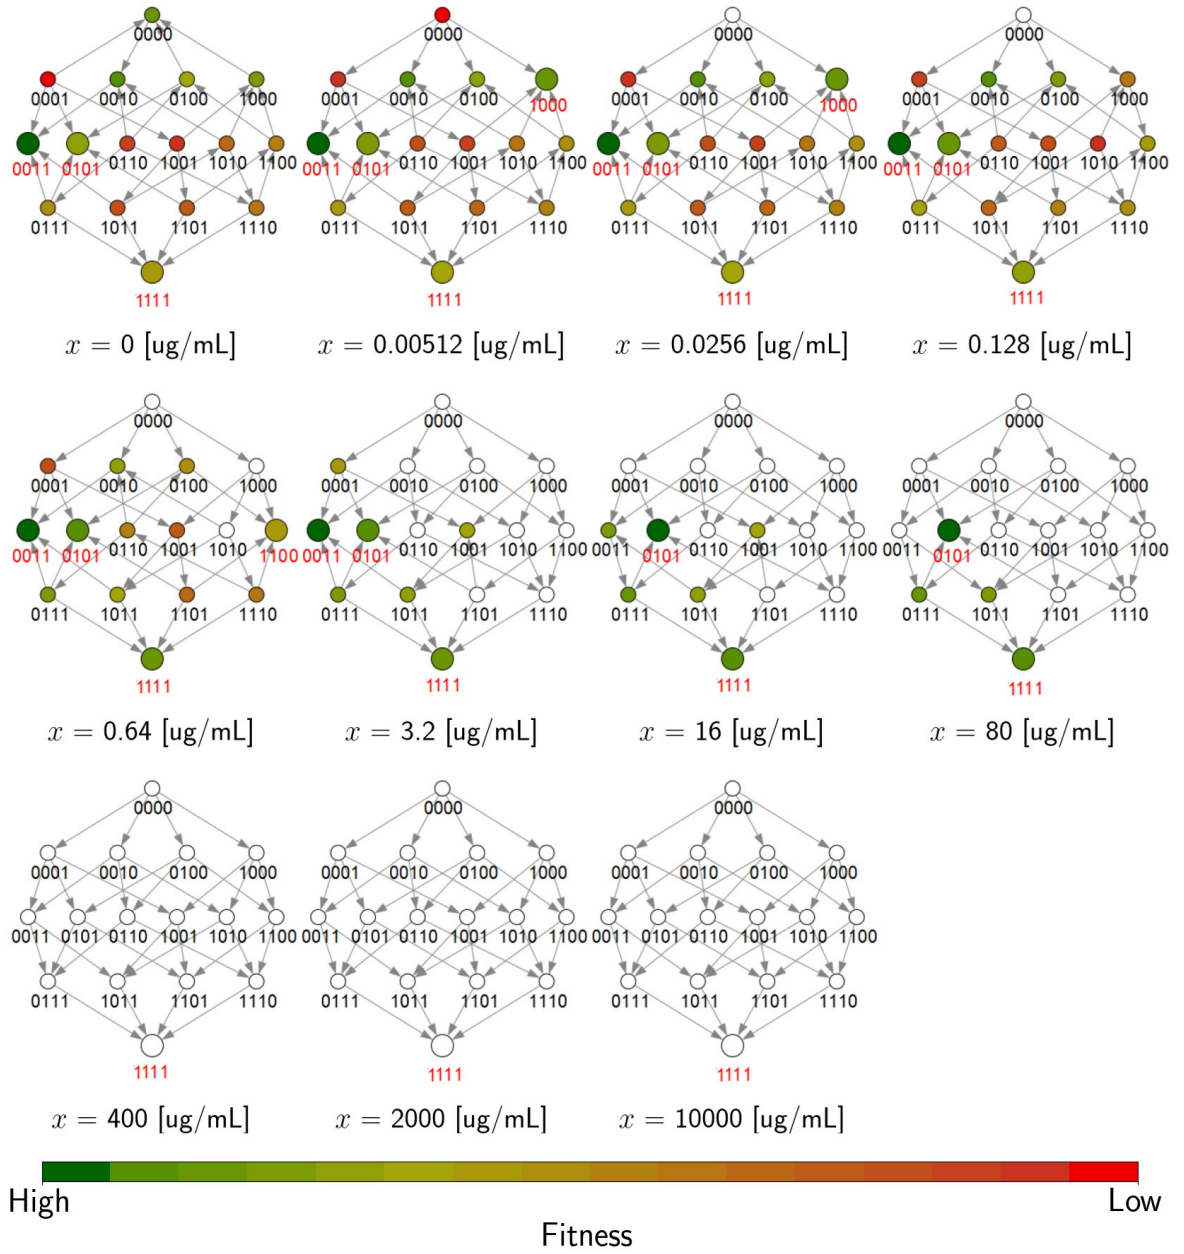 0000 0000 0000 0000
0001 0010 0100 1000 0001 0010 0100 1000 0001 0010 0100 1000 0001 0010 0100 1000
0011 0101 0110 1001 1010 1100 0011 0101 0110 1001 1010 1100 0011 0101 0110 1001 1010 1100 0011 0101 0110 1001 1010 1100
0111 1011 1101 1110 0111 1011 1101 1110 0111 1011 1101 1110 0111 1011 1101 1110
1111 1111 1111 1111
x = 0 [ug/mL] x = 0.00512 [ug/mL] x = 0.0256 [ug/mL] x = 0.128 [ug/mL]
0000 0000 0000 0000
0001 0010 0100 1000 0001 0010 0100 1000 0001 0010 0100 1000 0001 0010 0100 1000
0011 0101 0110 1001 1010 1100 0011 0101 0110 1001 1010 1100 0011 0101 0110 1001 1010 1100 0011 0101 0110 1001 1010 1100
0111 1011 1101 1110 0111 1011 1101 1110 0111 1011 1101 1110 0111 1011 1101 1110
1111 1111 1111 1111
x = 0.64 [ug/mL] x = 3.2 [ug/mL] x = 16 [ug/mL] x = 80 [ug/mL]
0000 0000 0000
0001 0010 0100 1000 0001 0010 0100 1000 0001 0010 0100 1000
0011 0101 0110 1001 1010 1100 0011 0101 0110 1001 1010 1100 0011 0101 0110 1001 1010 1100
0111 1011 1101 1110 0111 1011 1101 1110 0111 1011 1101 1110
1111 1111 1111
x = 400 [ug/mL] x = 2000 [ug/mL] x = 10000 [ug/mL]
High Low
Fitness